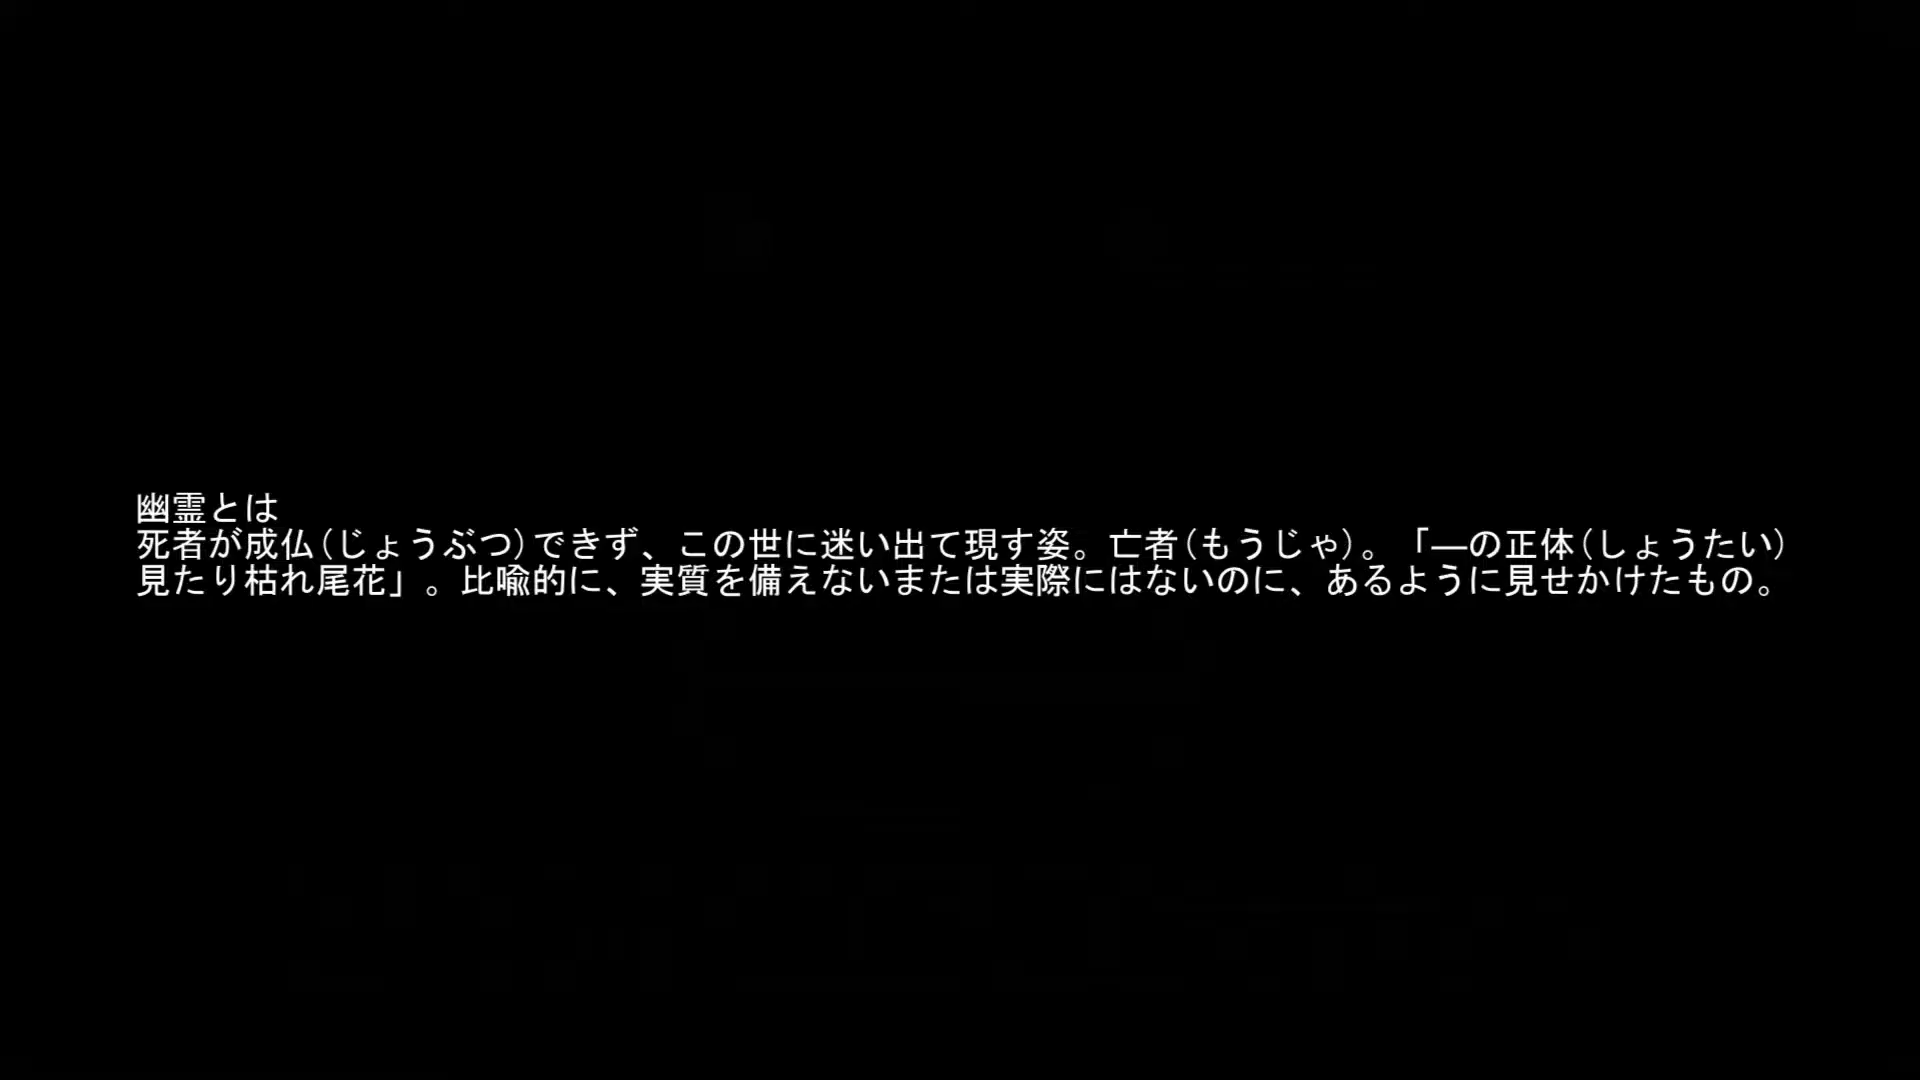 幽霊とは
死者が成仏(じょうぶつ)できず、この世に迷い出て現す姿。亡者(もうじゃ)。「―の正体(しょうたい)
見たり枯れ尾花」。比喩的に、実質を備えないまたは実際にはないのに、あるように見せかけたもの。